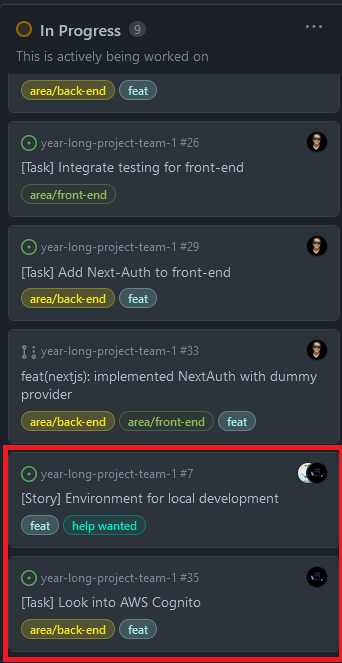 In Progress 9
This is actively being worked on
area/back-end feat
year-long-project-team-1 #26
[Task] Integrate testing for front-end
area/front-end
year-long-project-team-1 #29
[Task] Add Next-Auth to front-end
area/back-end feat
year-long-project-team-1 #33
feat(nextjs): implemented NextAuth with dummy
provider
area/back-end area/front-end feat
year-long-project-team-1 #7
[Story] Environment for local development
feat help wanted
year-long-project-team-1 #35
[Task] Look into AWS Cognito
area/back-end feat